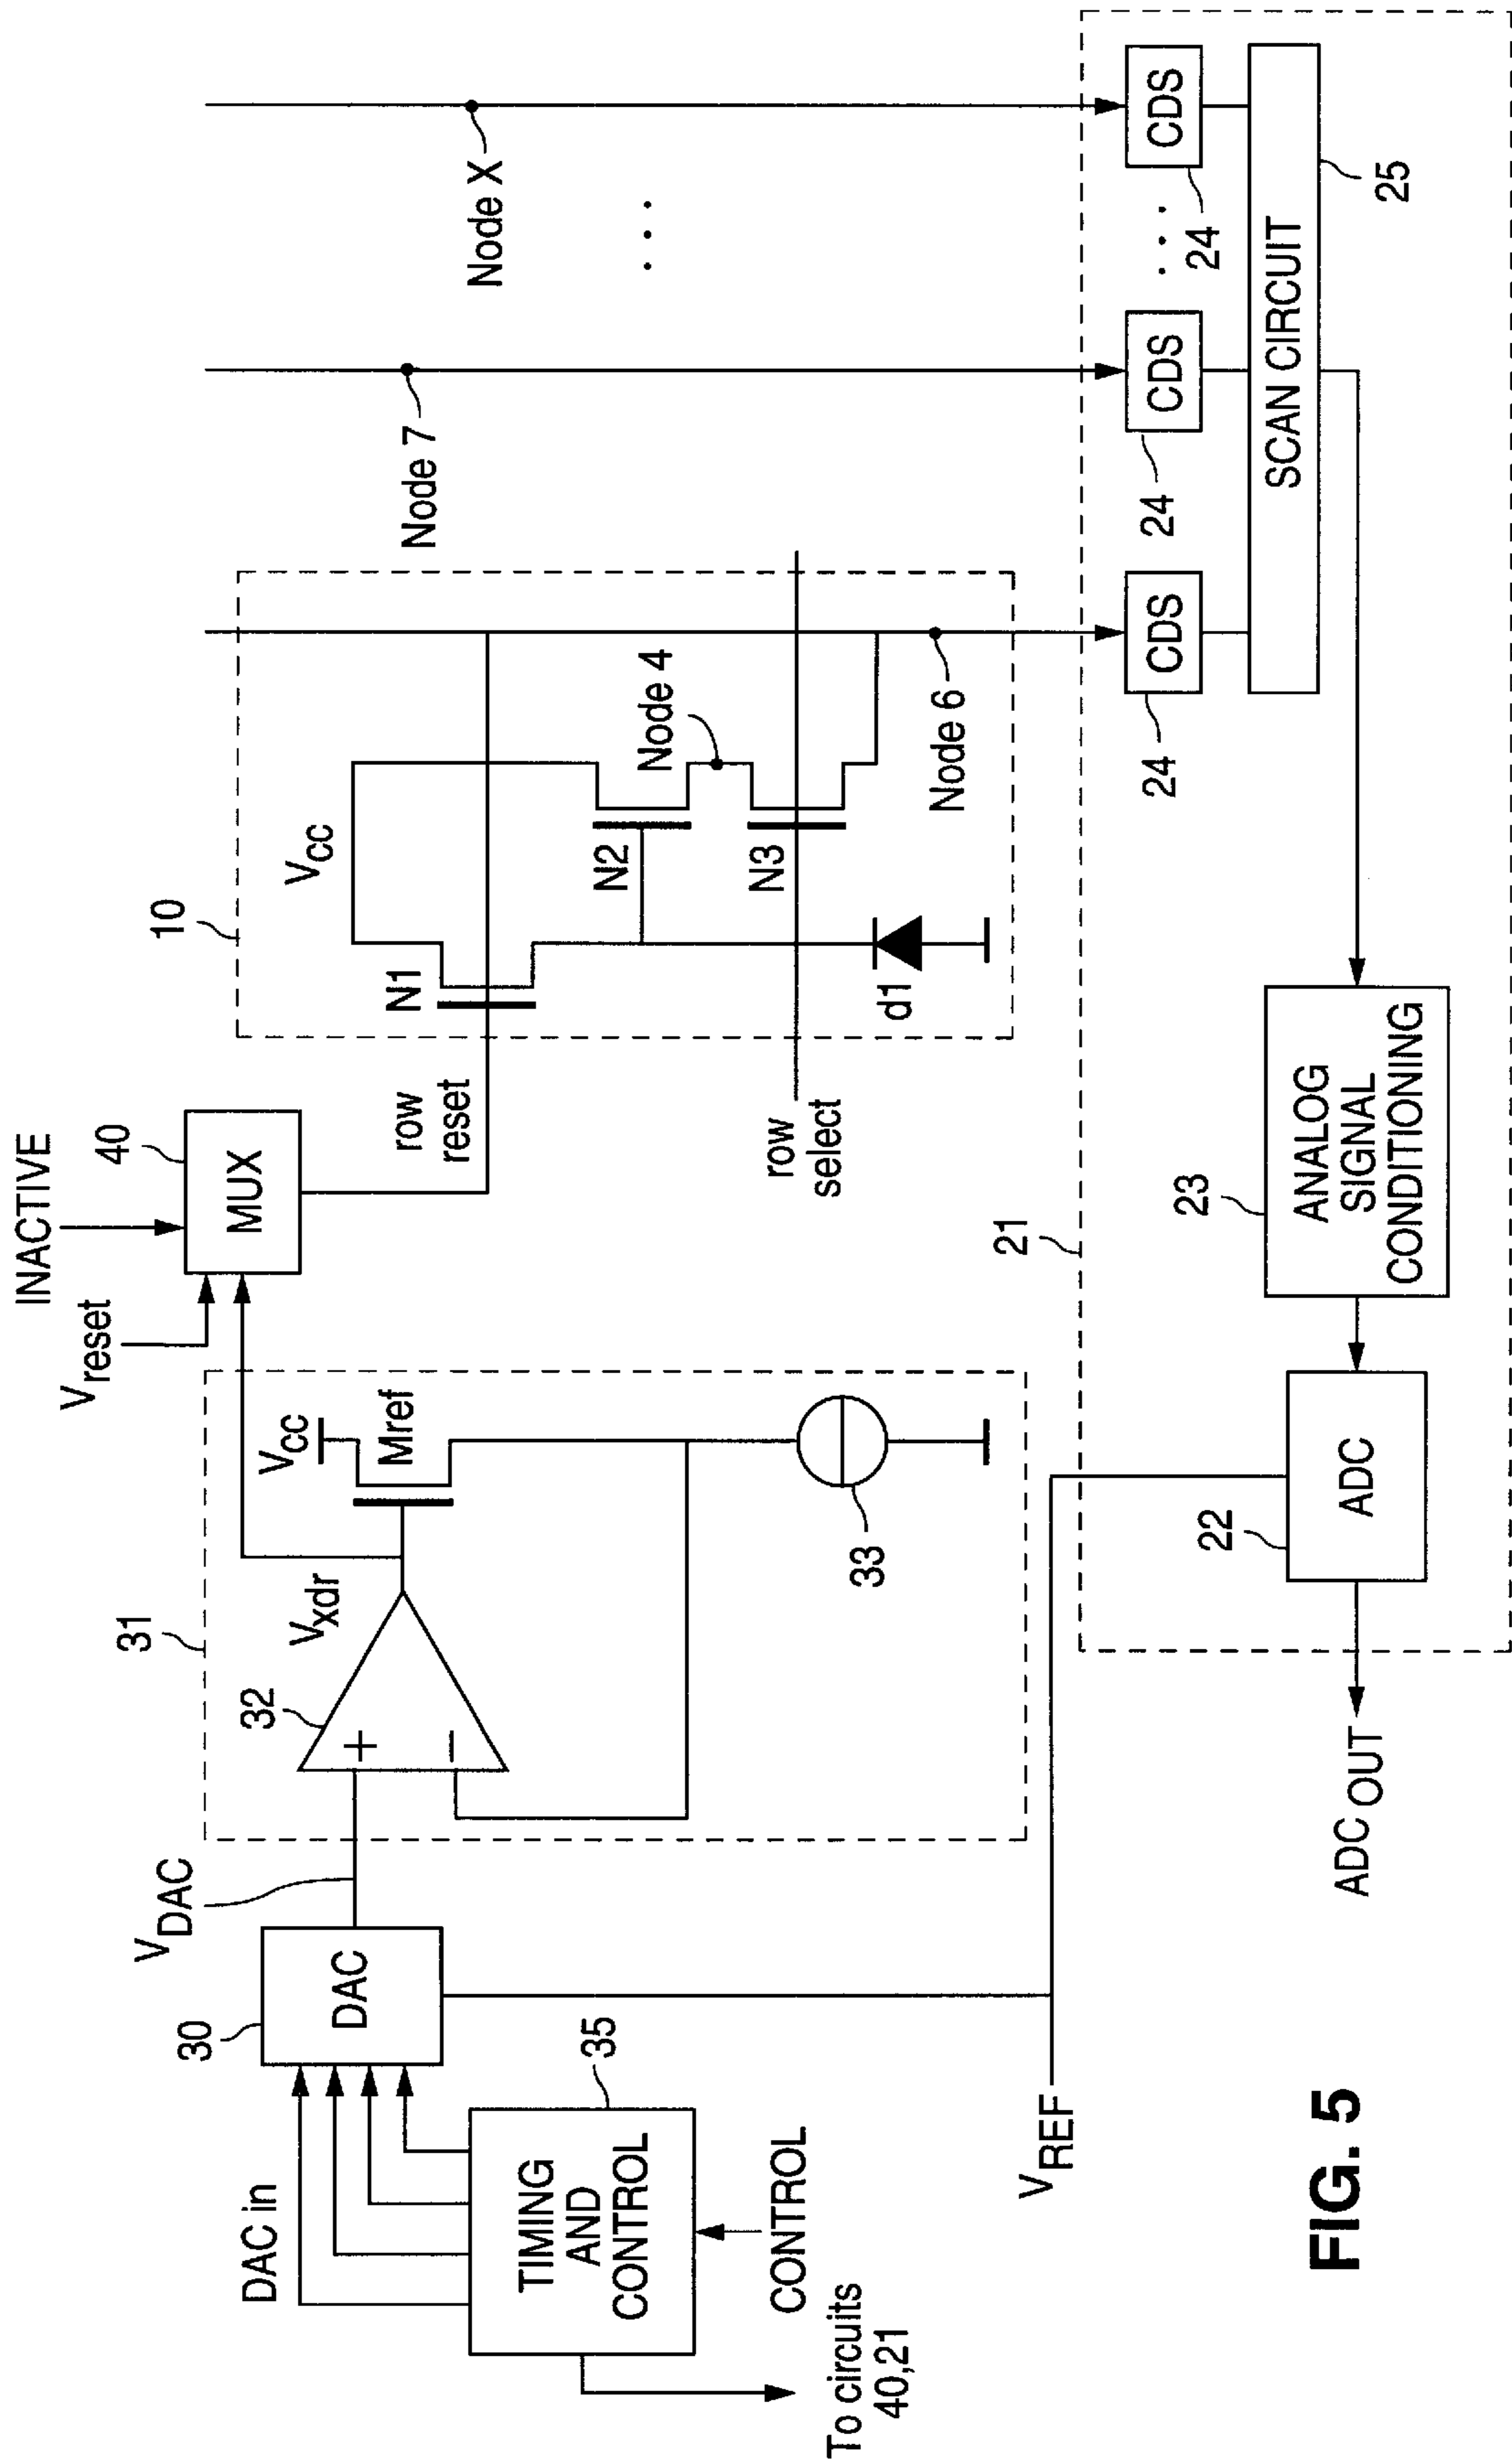 INACTIVE
Vreset
40
MUX
31
VDAC
30
DAC
DAC in
35
TIMING
AND
CONTROL
CONTROL
To circuits
40,21
32
+
−
Vxdr
Vcc
Mref
33
row
reset
row
select
10
Vcc
N1
N2
N3
d1
Node 4
Node 6
Node 7
Node X
. . .
VREF
21
24
CDS
24
CDS
. . .
24
CDS
SCAN CIRCUIT
25
23
ANALOG
SIGNAL
CONDITIONING
22
ADC
ADCOUT
FIG. 5